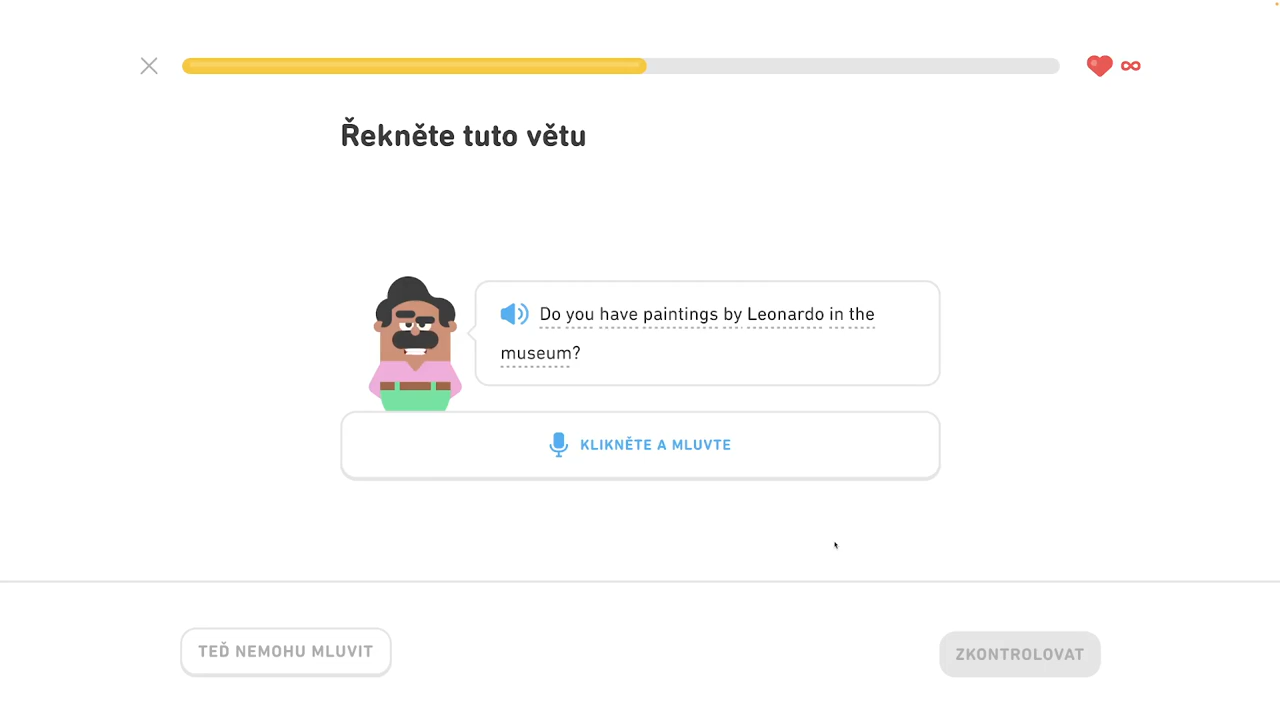 Řekněte tuto větu
Do you have paintings by Leonardo in the
museum?
KLIKNĚTE A MLUVTE
TEĎ NEMOHU MLUVIT
ZKONTROLOVAT